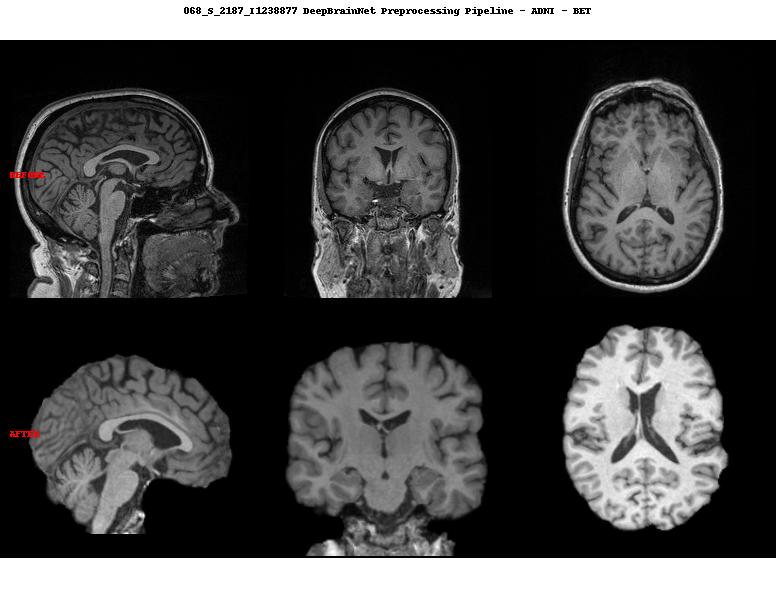 068_S_2187_I1238877 DeepBrainNet Preprocessing Pipeline - ADNI - BET
BEFORE
AFTER